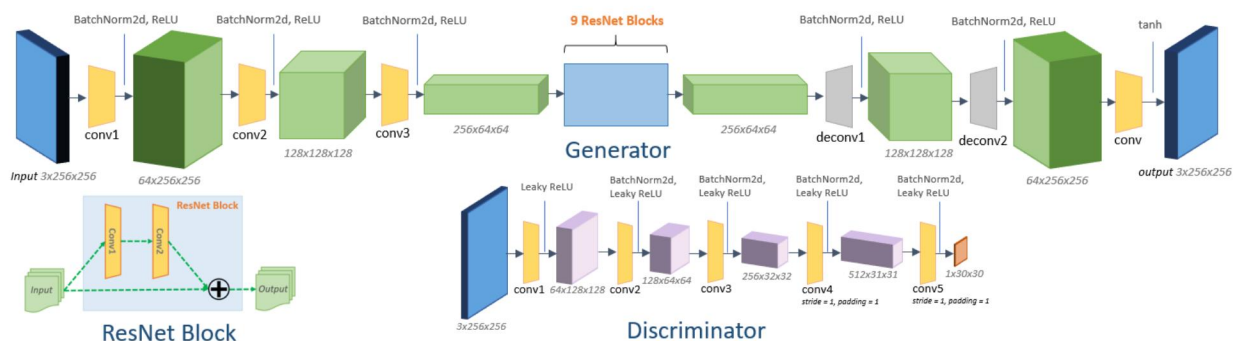 BatchNorm2d, ReLU
BatchNorm2d, ReLU
BatchNorm2d, ReLU
9 ResNet Blocks
BatchNorm2d, ReLU
BatchNorm2d, ReLU
tanh
conv1
conv2
conv3
deconv1
deconv2
conv
Input 3x256x256
64x256x256
128x128x128
256x64x64
Generator
256x64x64
128x128x128
64x256x256
output 3x256x256
ResNet Block
Conv1
Conv2
Input
Output
ResNet Block
Leaky ReLU
BatchNorm2d,
Leaky ReLU
BatchNorm2d,
Leaky ReLU
BatchNorm2d,
Leaky ReLU
BatchNorm2d,
Leaky ReLU
3x256x256
conv1
64x128x128
conv2
128x64x64
conv3
256x32x32
conv4
stride = 1, padding = 1
512x31x31
conv5
stride = 1, padding = 1
1x30x30
Discriminator